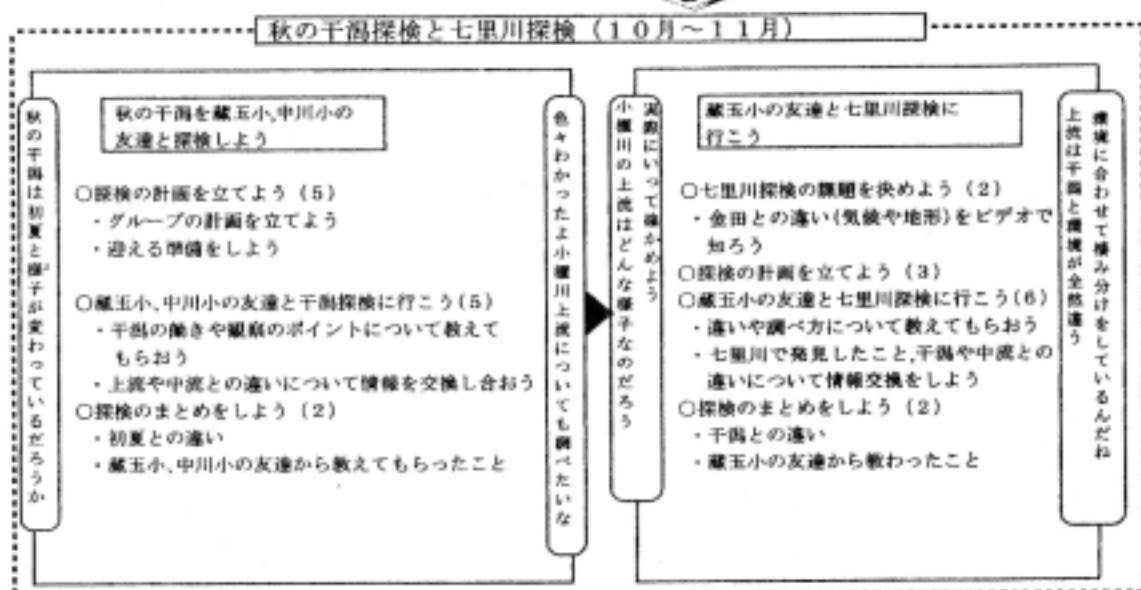 秋の干潟探検と七里川探検(10月~11月)
秋の干潟は初夏と様子が変わっているだろうか
秋の干潟を蔵玉小,中川小の
友達と探検しよう
○探検の計画を立てよう(5)
・グループの計画を立てよう
・迎える準備をしよう
○蔵玉小、中川小の友達と干潟探検に行こう(5)
・干潟の働きや観察のポイントについて教えて
もらおう
・上流や中流との違いについて情報を交換し合おう
○探検のまとめをしよう(2)
・初夏との違い
・蔵玉小、中川小の友達から教えてもらったこと
色々わかったよ小櫃川上流についても調べたいな
実際にいって確かめよう
小櫃川の上流はどんな様子なのだろう
蔵玉小の友達と七里川探検に
行こう
○七里川探検の課題を決めよう(2)
・金田との違い(気候や地形)をビデオで
知ろう
○探検の計画を立てよう(3)
○蔵玉小の友達と七里川探検に行こう(6)
・違いや調べ方について教えてもらおう
・七里川で発見したこと,干潟や中流との
違いについて情報交換をしよう
○探検のまとめをしよう(2)
・干潟との違い
・蔵玉小の友達から教わったこと
環境に合わせて棲み分けをしているんだね
上流は干潟と環境が全然違う